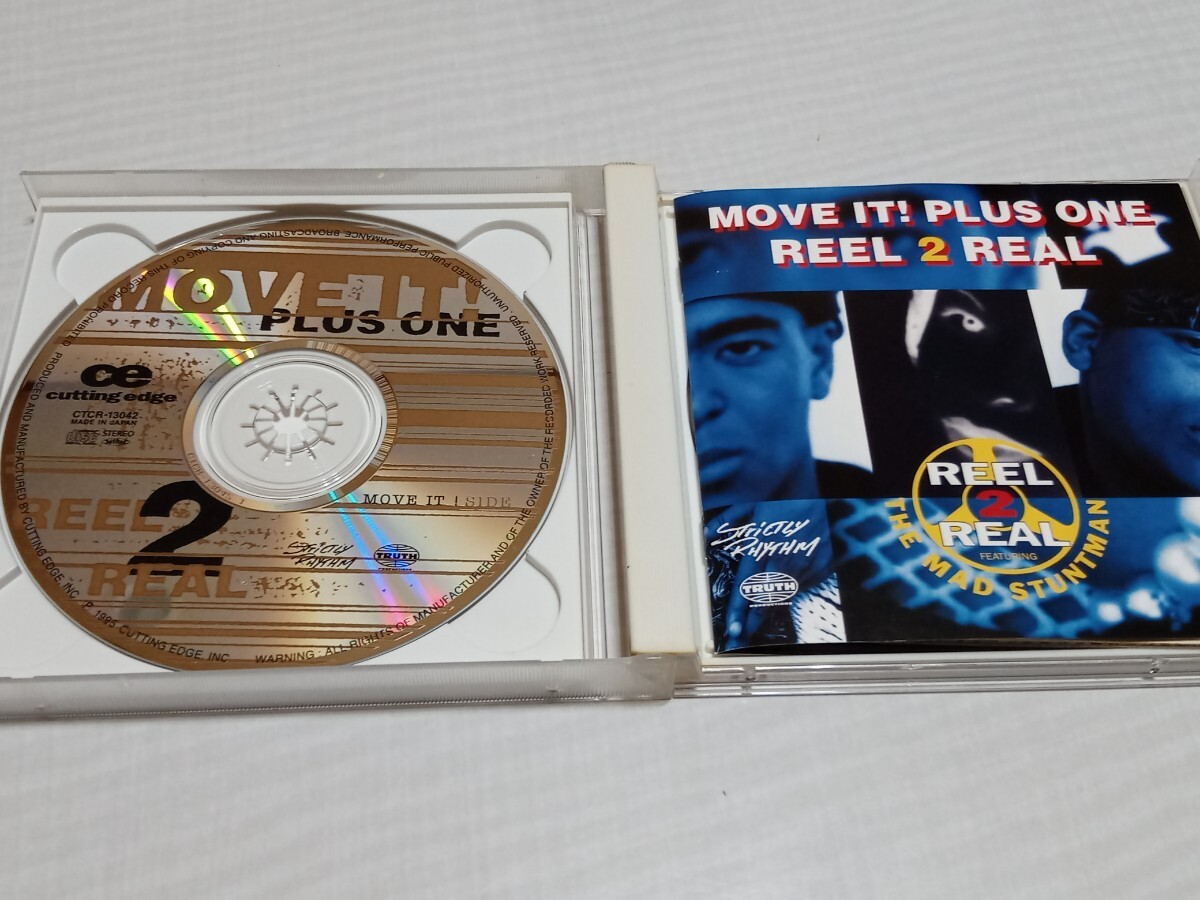 MOVE IT!
PLUS ONE
ce
cutting edge
CTCR-13042
MADE IN JAPAN
STEREO
REEL
2
REAL
MOVE IT ! SIDE
STRICTLY
RHYTHM
TRUTH
PRODUCED AND MANUFACTURED BY CUTTING EDGE, INC. P 1995 CUTTING EDGE, INC WARNING : ALL RIGHTS OF MANUFACTURER AND OF THE OWNER OF THE RECORDED WORK RESERVED. UNAUTHORIZED PUBLIC PERFORMANCE BROADCASTING AND COPYING OF THIS RECORD PROHIBITED
MOVE IT! PLUS ONE
REEL 2 REAL
REEL
2
REAL
FEATURING
THE MAD STUNTMAN
STRICTLY
RHYTHM
TRUTH
PRODUCTIONS